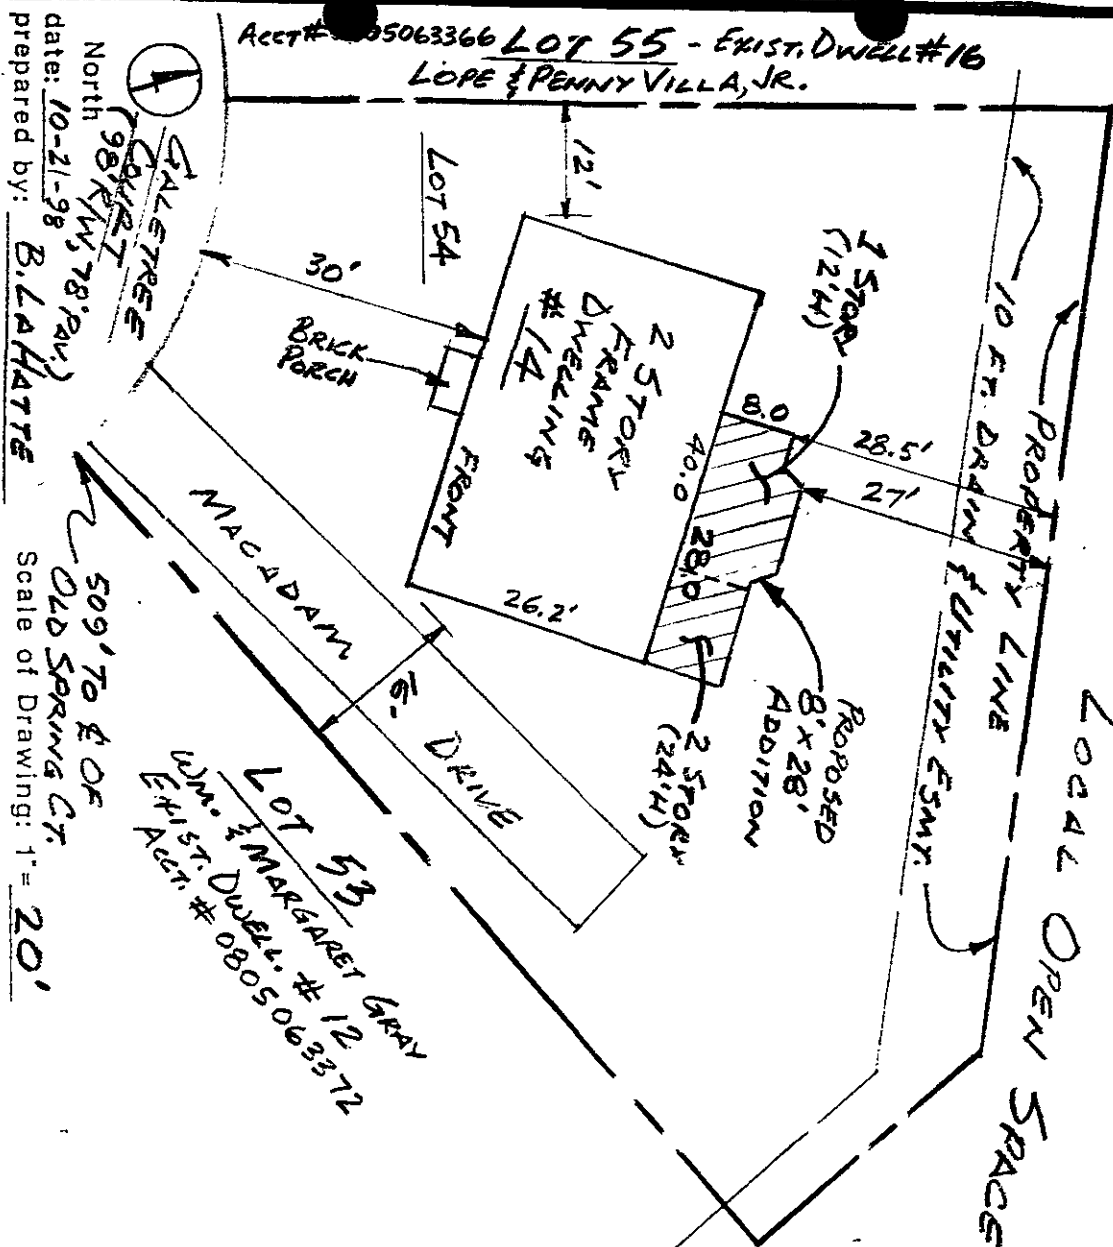 ACCT# 05063366 LOT 55 - EXIST. DWELL #16
LOPE & PENNY VILLA, JR.
12'
LOT 54
30'
BRICK
PORCH
2 STORY
FRAME
DWELLING
#14
FRONT
1 STORY
(12'H)
8.0
40.0
28.0
26.2'
28.5'
27'
10 FT. DRAIN & UTILITY ESMT.
PROPERTY LINE
LOCAL OPEN SPACE
PROPOSED
8' X 28'
ADDITION
2 STORY
(24'H)
MACADAM DRIVE
LOT 53
WM. & MARGARET GRAY
EXIST. DWELL. #12
ACCT. # 0805063372
GALETREE
COURT
(98' R/W, 78' PAV.)
509' TO ⅊ OF
OLD SPRING CT.
North
date: 10-21-98
prepared by: B. LAHATTE
Scale of Drawing: 1" = 20'